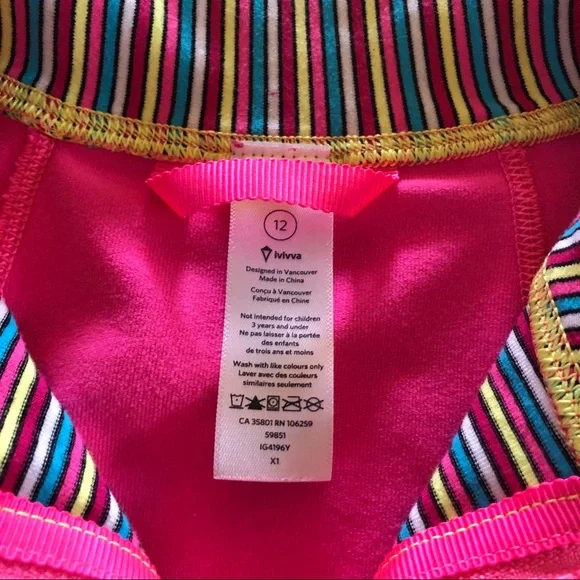 12
ivivva
Designed in Vancouver
Made in China
Conçu à Vancouver
Fabriqué en Chine
Not intended for children
3 years and under
Ne pas laisser à la portée
des enfants
de trois ans et moins
Wash with like colours only
Laver avec des couleurs
similaires seulement
CA 35801 RN 106259
59851
IG4196Y
X1